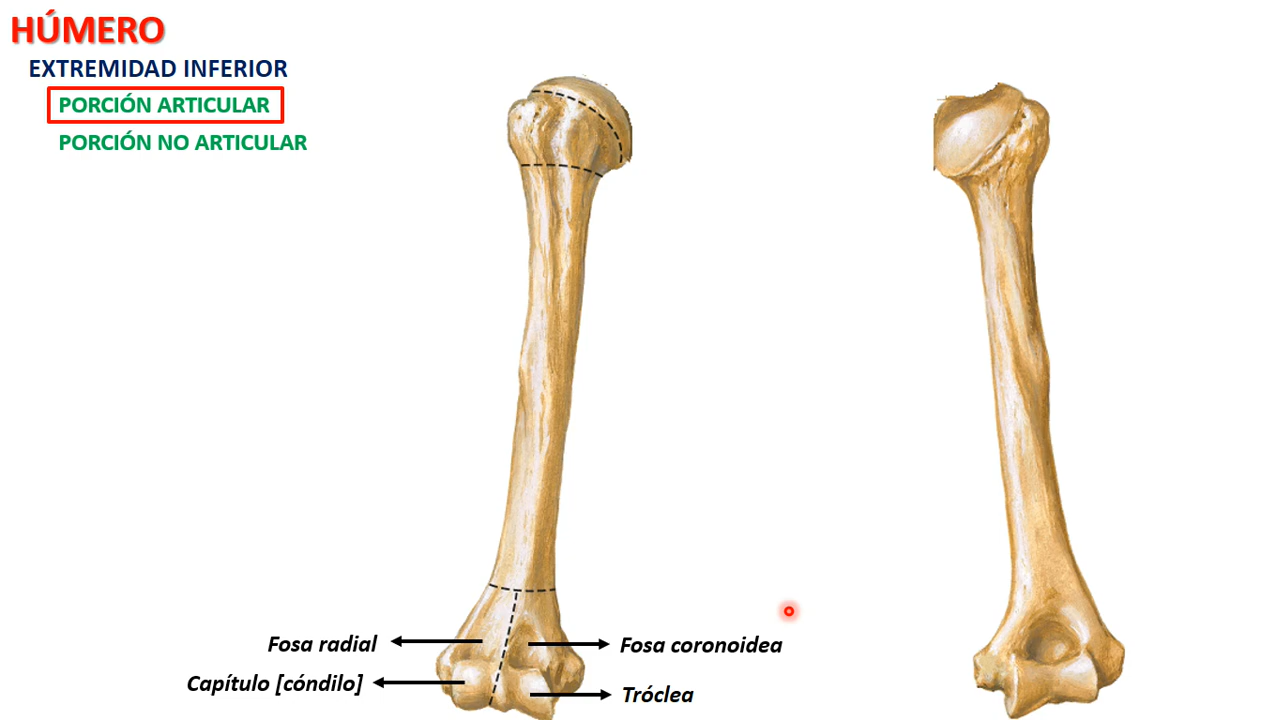 HÚMERO
EXTREMIDAD INFERIOR
PORCIÓN ARTICULAR
PORCIÓN NO ARTICULAR
Fosa radial
Fosa coronoidea
Capítulo [cóndilo]
Tróclea